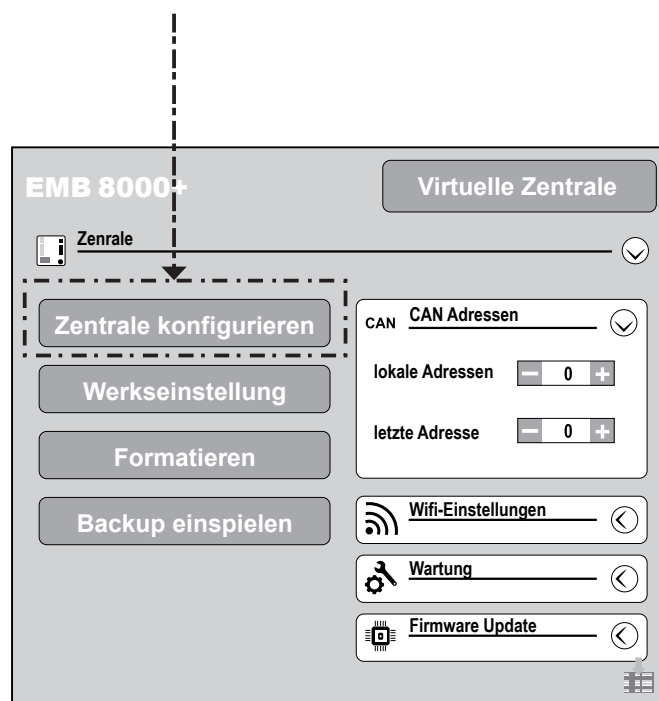 EMB 8000+
Virtuelle Zentrale
Zenrale
Zentrale konfigurieren
Werkseinstellung
Formatieren
Backup einspielen
CAN CAN Adressen
lokale Adressen 0
letzte Adresse 0
Wifi-Einstellungen
Wartung
Firmware Update